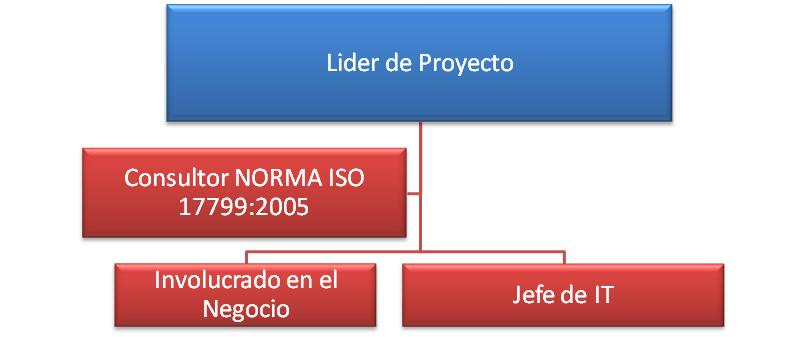 Lider de Proyecto
Consultor NORMA ISO
17799:2005
Involucrado en el
Negocio
Jefe de IT